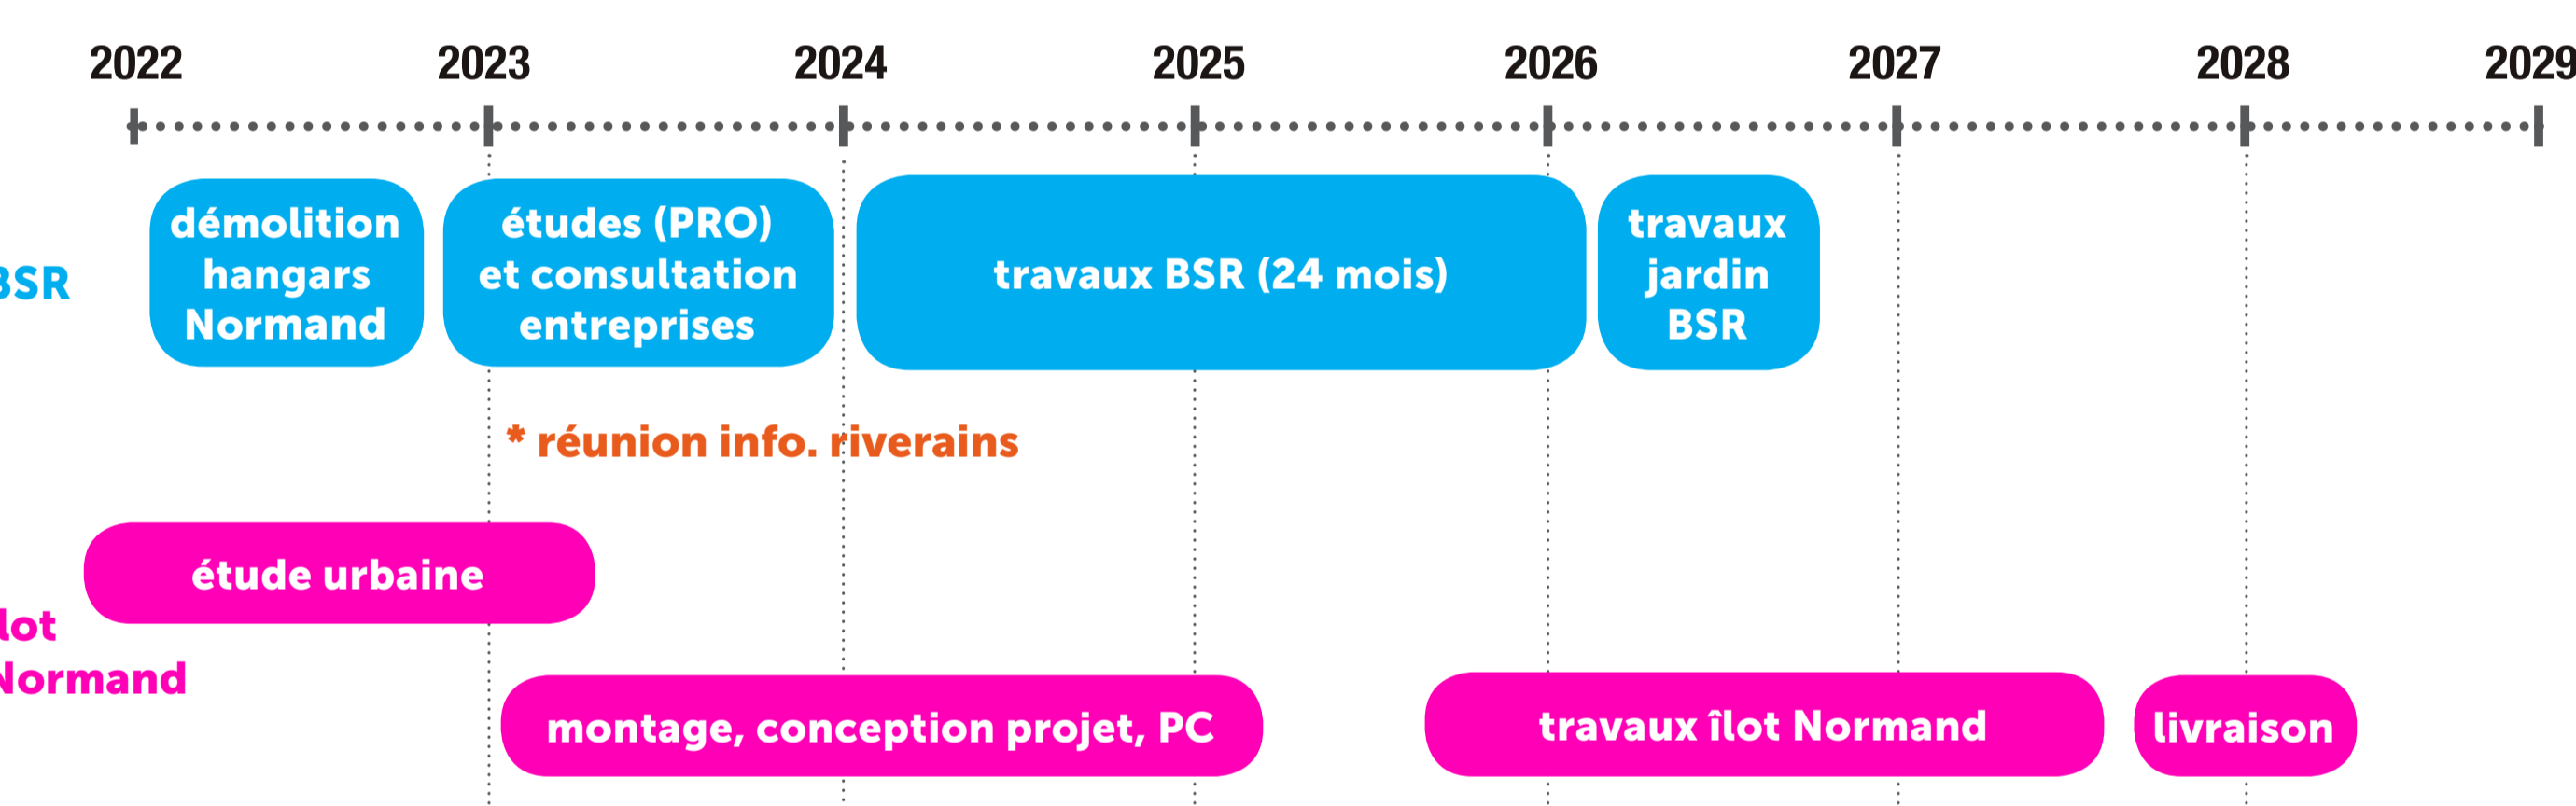 2022 2023 2024 2025 2026 2027 2028 2029
démolition
hangars
Normand
études (PRO)
et consultation
entreprises
travaux BSR (24 mois)
travaux
jardin
BSR
BSR
* réunion info. riverains
étude urbaine
lot
Normand
montage, conception projet, PC
travaux îlot Normand
livraison